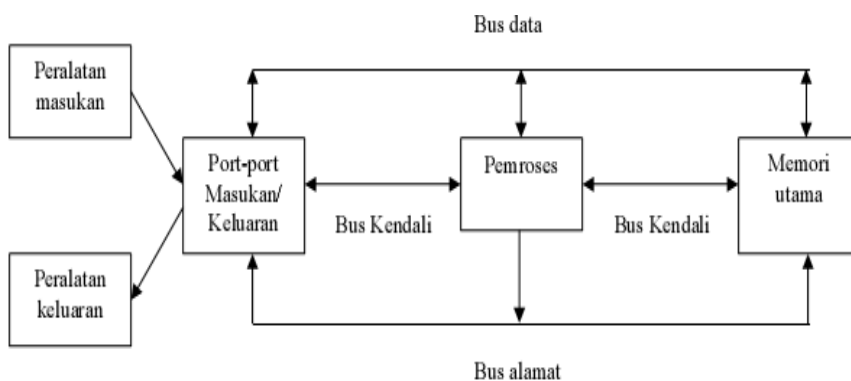 Bus data
Peralatan
masukan
Port-port
Masukan/
Keluaran
Pemroses
Memori
utama
Bus Kendali
Bus Kendali
Peralatan
keluaran
Bus alamat